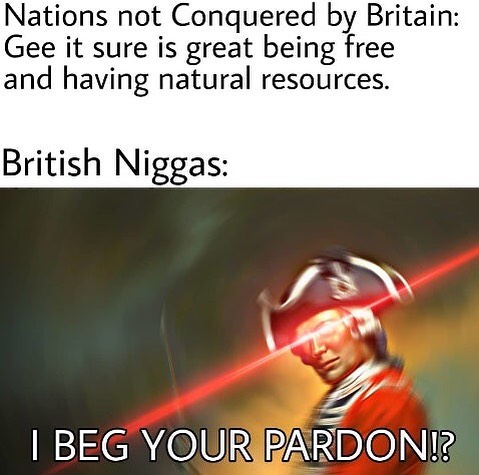 Nations not Conquered by Britain:
Gee it sure is great being free
and having natural resources.
British Niggas:
I BEG YOUR PARDON!?